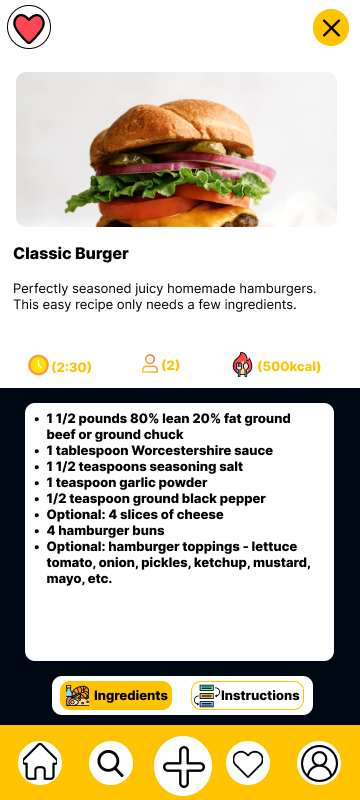 Classic Burger
Perfectly seasoned juicy homemade hamburgers.
This easy recipe only needs a few ingredients.
(2:30)
(2)
(500kcal)
• 1 1/2 pounds 80% lean 20% fat ground
beef or ground chuck
• 1 tablespoon Worcestershire sauce
• 1 1/2 teaspoons seasoning salt
• 1 teaspoon garlic powder
• 1/2 teaspoon ground black pepper
• Optional: 4 slices of cheese
• 4 hamburger buns
• Optional: hamburger toppings - lettuce
tomato, onion, pickles, ketchup, mustard,
mayo, etc.
Ingredients
Instructions